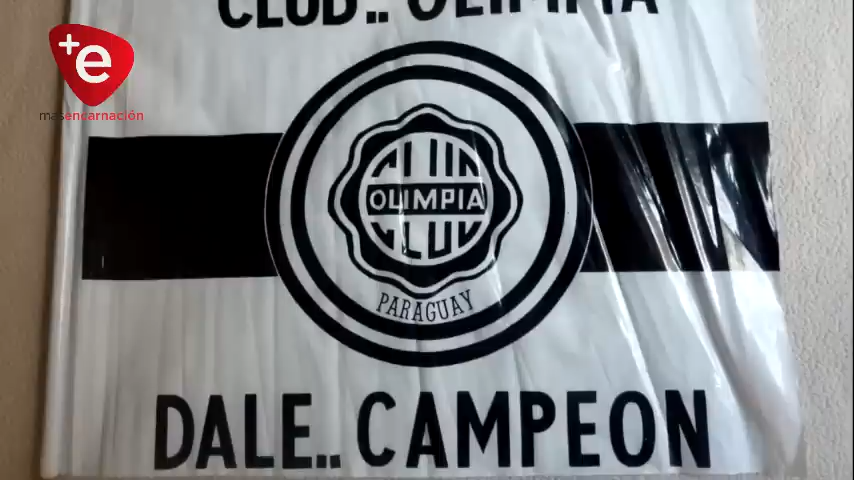 CLUB.. OLIMPIA
+e
masencarnación
CLUB
OLIMPIA
CLUB
PARAGUAY
DALE.. CAMPEON